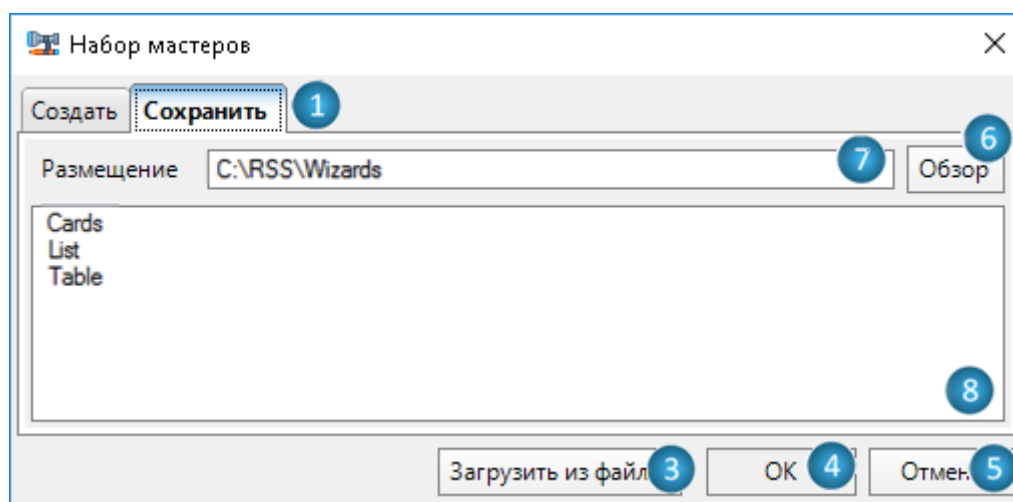 Набор мастеров
Создать Сохранить 1
6
Размещение C:\RSS\Wizards 7 Обзор
Cards
List
Table
8
Загрузить из файл 3 ОК 4 Отмен 5